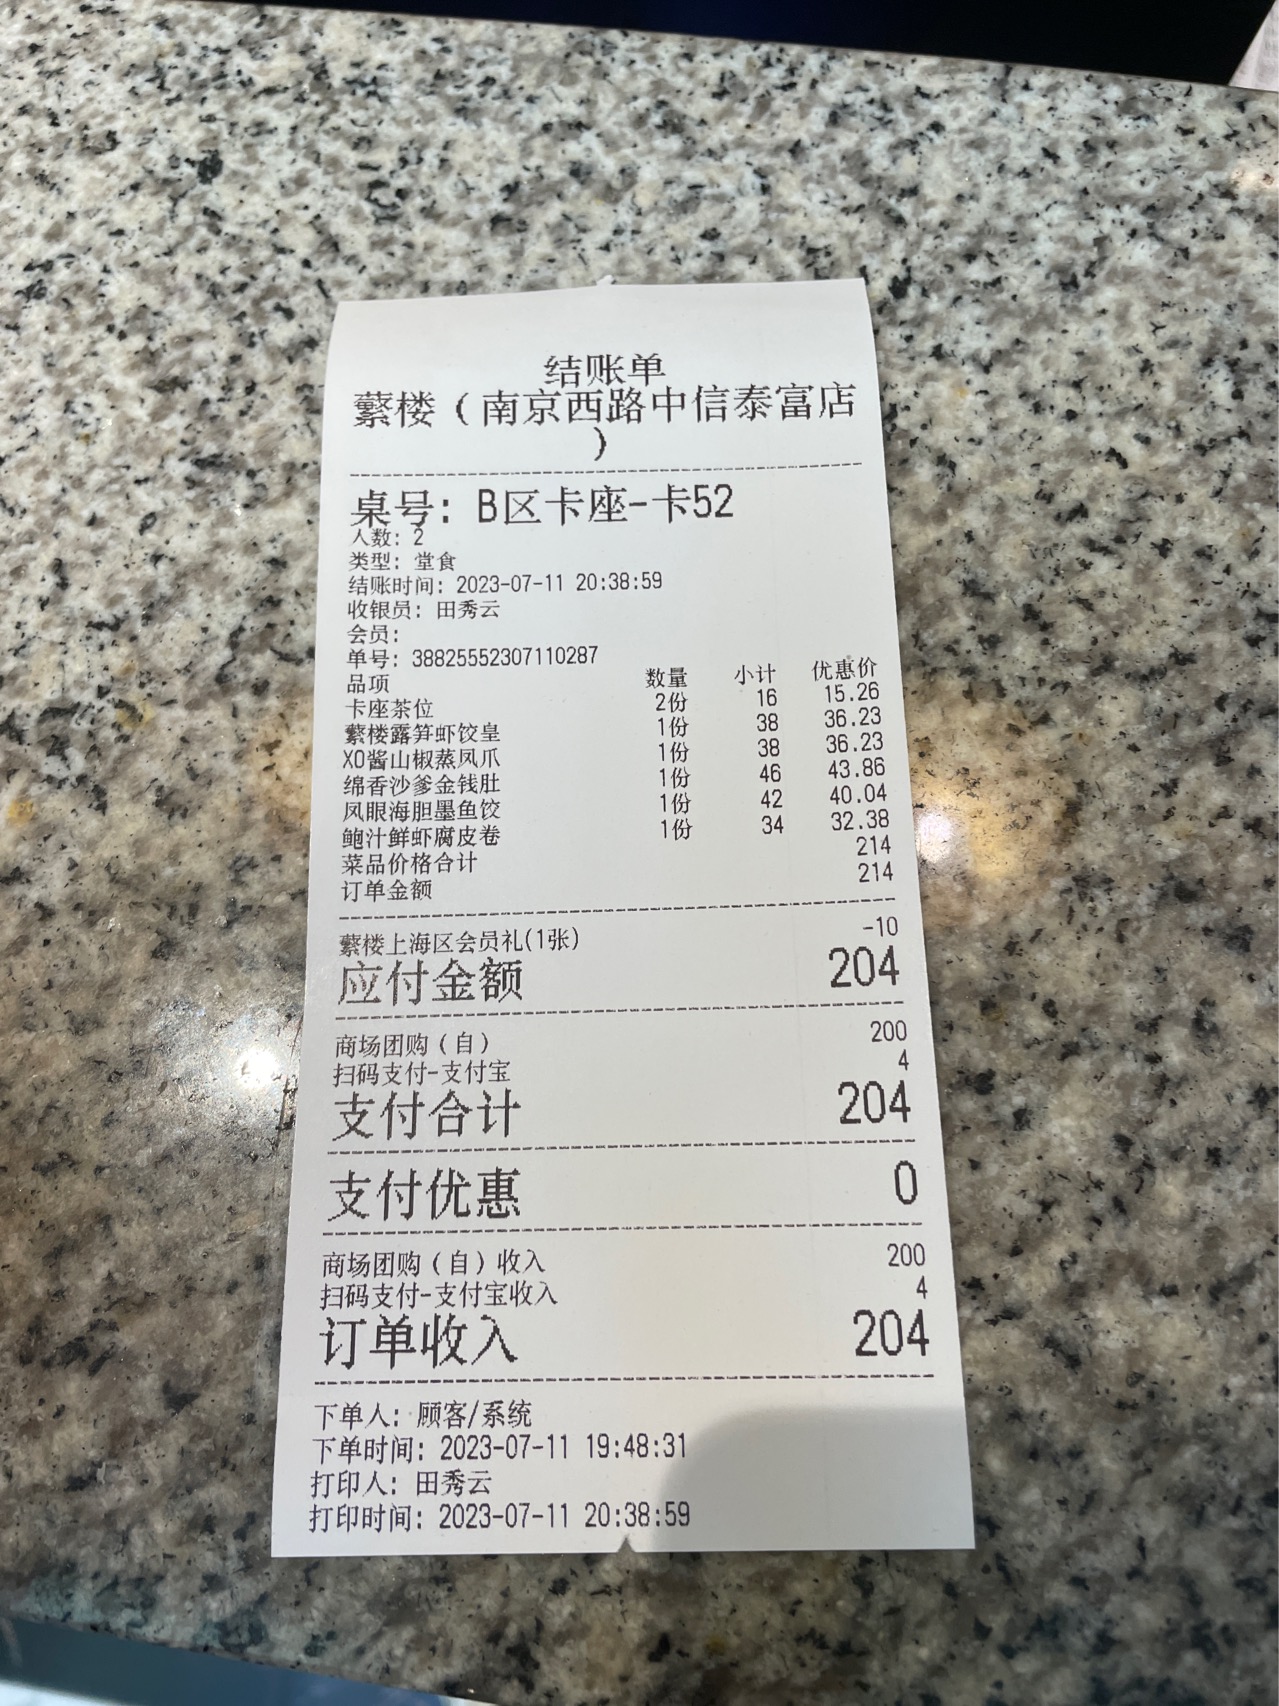 结账单
蘩楼（南京西路中信泰富店
）
桌号：B区卡座-卡52
人数：2
类型：堂食
结账时间：2023-07-11 20:38:59
收银员：田秀云
会员：
单号：38825552307110287
品项 数量 小计 优惠价
卡座茶位 2份 16 15.26
蘩楼露笋虾饺皇 1份 38 36.23
XO酱山椒蒸凤爪 1份 38 36.23
绵香沙爹金钱肚 1份 46 43.86
凤眼海胆墨鱼饺 1份 42 40.04
鲍汁鲜虾腐皮卷 1份 34 32.38
菜品价格合计 214
订单金额 214
蘩楼上海区会员礼(1张) -10
应付金额 204
商场团购（自） 200
扫码支付-支付宝 4
支付合计 204
支付优惠 0
商场团购（自）收入 200
扫码支付-支付宝收入 4
订单收入 204
下单人：顾客/系统
下单时间：2023-07-11 19:48:31
打印人：田秀云
打印时间：2023-07-11 20:38:59